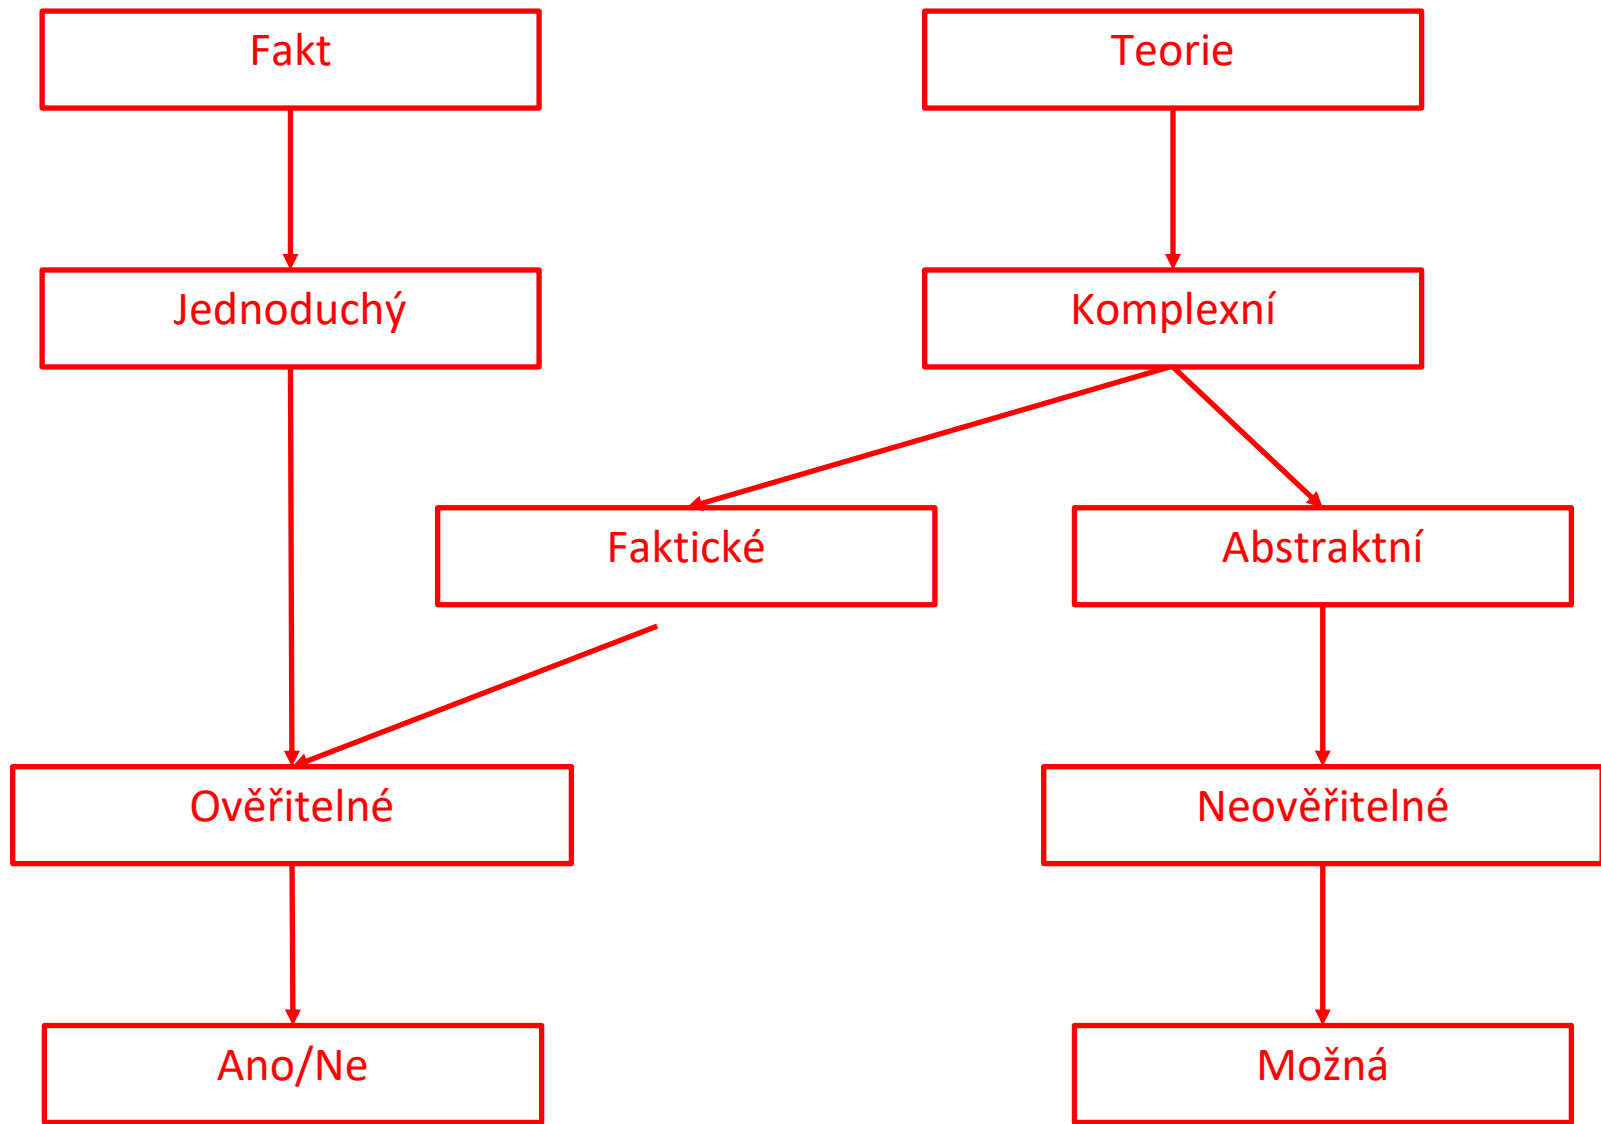 Fakt
Teorie
Jednoduchý
Komplexní
Faktické
Abstraktní
Ověřitelné
Neověřitelné
Ano/Ne
Možná